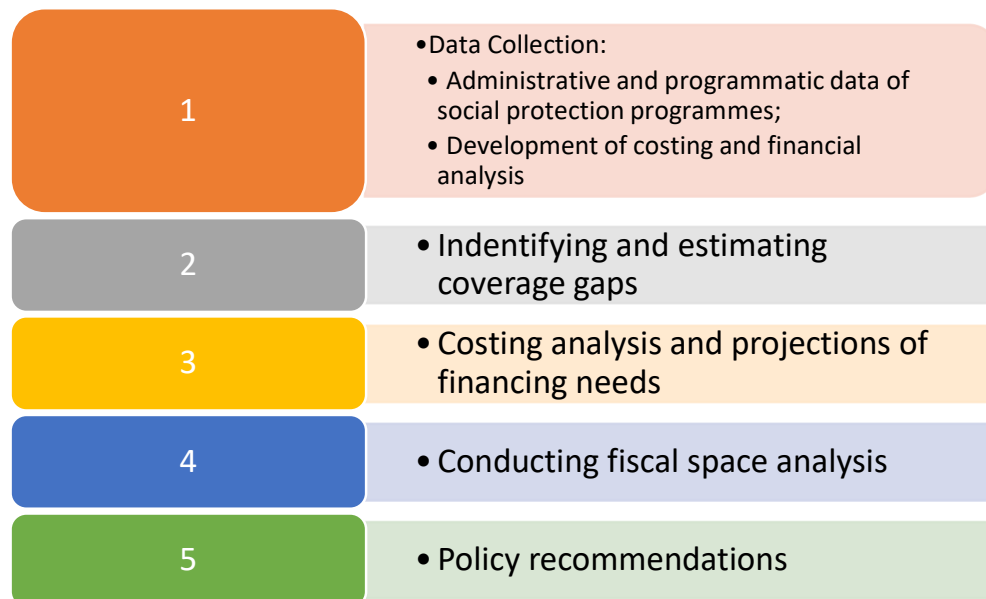 1
•Data Collection:
• Administrative and programmatic data of
social protection programmes;
• Development of costing and financial
analysis
2
• Indentifying and estimating
coverage gaps
3
• Costing analysis and projections of
financing needs
4
• Conducting fiscal space analysis
5
• Policy recommendations